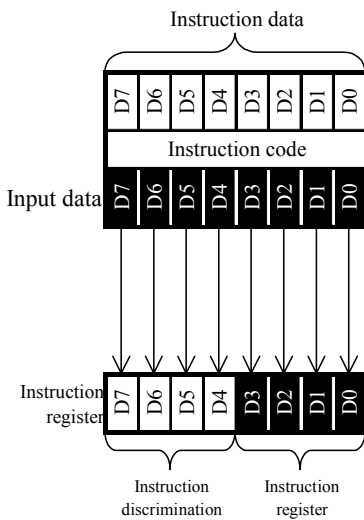 Instruction data
D7 D6 D5 D4 D3 D2 D1 D0
Instruction code
Input data D7 D6 D5 D4 D3 D2 D1 D0
Instruction
register
D7 D6 D5 D4 D3 D2 D1 D0
Instruction
discrimination
Instruction
register